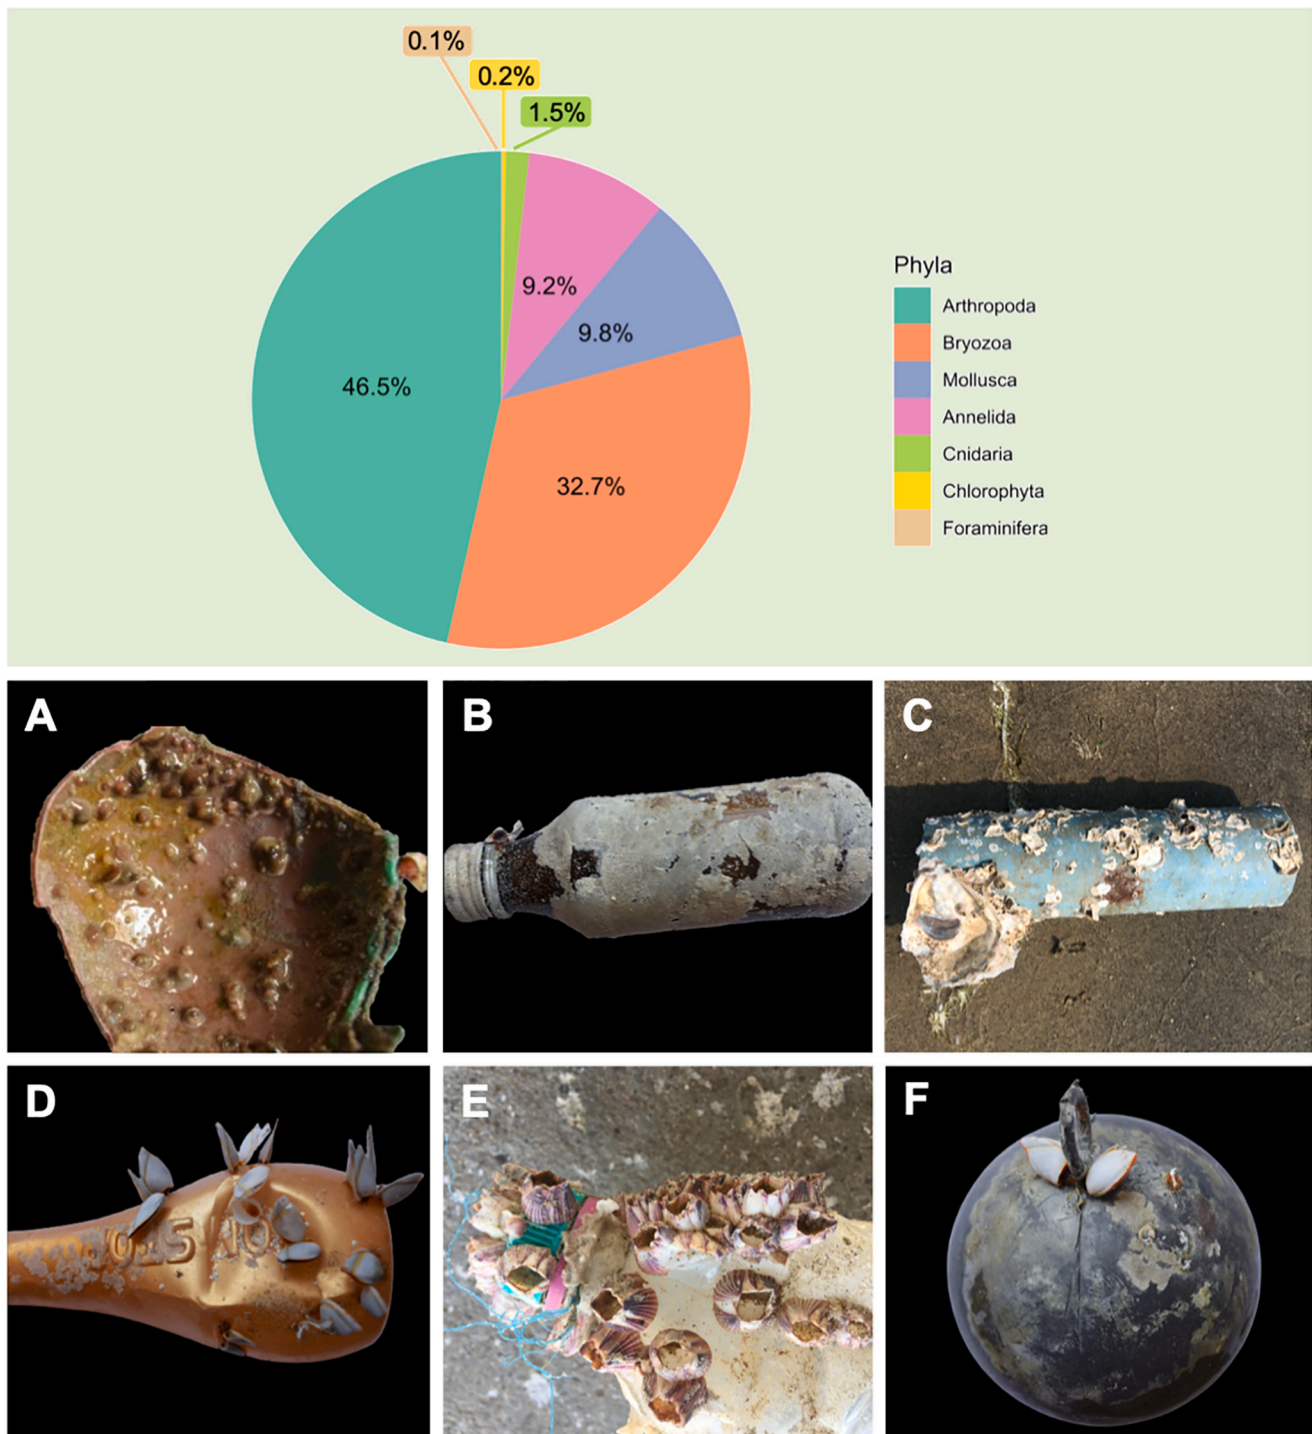 0.1%
0.2%
1.5%
9.2%
9.8%
46.5%
32.7%
Phyla
Arthropoda
Bryozoa
Mollusca
Annelida
Cnidaria
Chlorophyta
Foraminifera
A
B
C
D
E
F